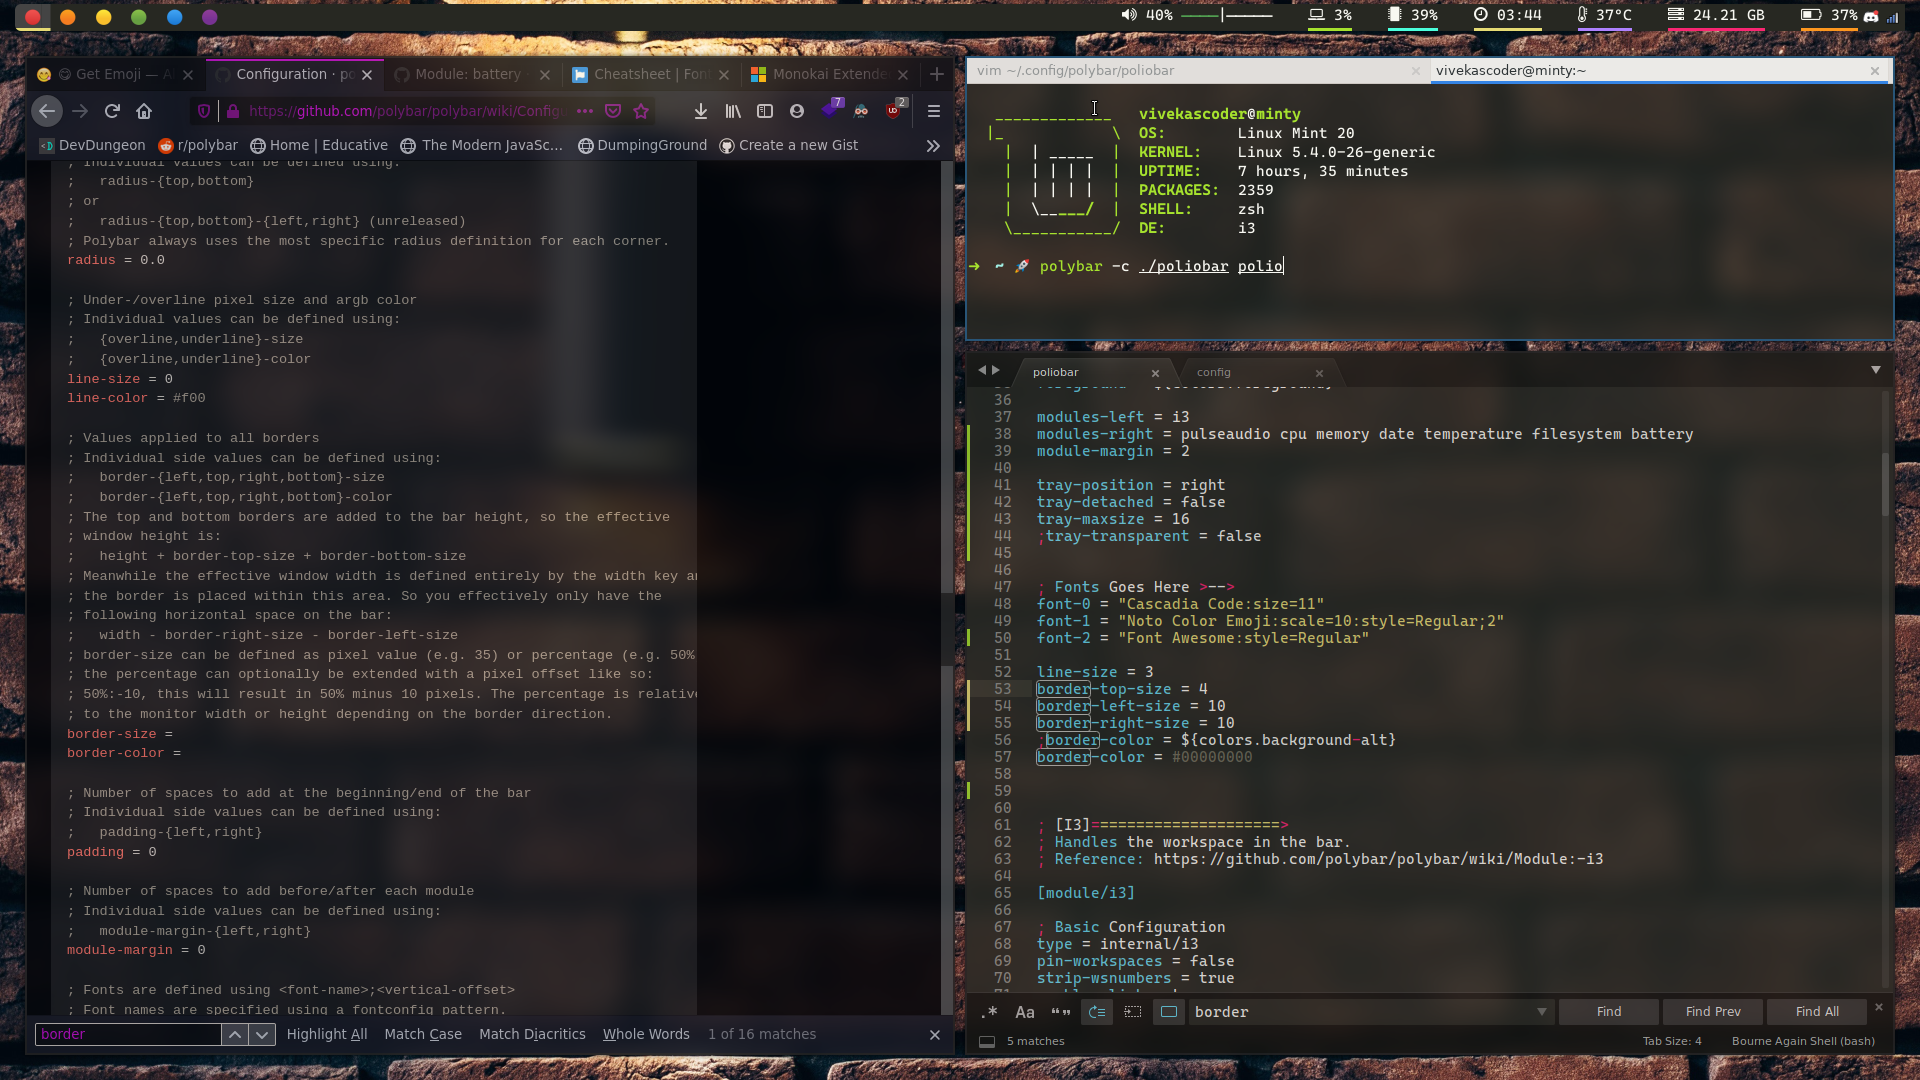 40%
3%
39%
03:44
37°C
24.21 GB
37%
Get Emoji —
Configuration · po
Module: battery
Cheatsheet | Font
Monokai Extende
https://github.com/polybar/polybar/wiki/Configu
7
2
DevDungeon
r/polybar
Home | Educative
The Modern JavaSc...
DumpingGround
Create a new Gist
; Individual values can be defined using:
;   radius-{top,bottom}
; or
;   radius-{top,bottom}-{left,right} (unreleased)
; Polybar always uses the most specific radius definition for each corner.
radius = 0.0
; Under-/overline pixel size and argb color
; Individual values can be defined using:
;   {overline,underline}-size
;   {overline,underline}-color
line-size = 0
line-color = #f00
; Values applied to all borders
; Individual side values can be defined using:
;   border-{left,top,right,bottom}-size
;   border-{left,top,right,bottom}-color
; The top and bottom borders are added to the bar height, so the effective
; window height is:
;   height + border-top-size + border-bottom-size
; Meanwhile the effective window width is defined entirely by the width key an
; the border is placed within this area. So you effectively only have the
; following horizontal space on the bar:
;   width - border-right-size - border-left-size
; border-size can be defined as pixel value (e.g. 35) or percentage (e.g. 50%
; the percentage can optionally be extended with a pixel offset like so:
; 50%:-10, this will result in 50% minus 10 pixels. The percentage is relative
; to the monitor width or height depending on the border direction.
border-size =
border-color =
; Number of spaces to add at the beginning/end of the bar
; Individual side values can be defined using:
;   padding-{left,right}
padding = 0
; Number of spaces to add before/after each module
; Individual side values can be defined using:
;   module-margin-{left,right}
module-margin = 0
; Fonts are defined using <font-name>;<vertical-offset>
; Font names are specified using a fontconfig pattern.
border
Highlight All
Match Case
Match Diacritics
Whole Words
1 of 16 matches
vim ~/.config/polybar/poliobar
vivekascoder@minty:~
vivekascoder@minty
OS: Linux Mint 20
KERNEL: Linux 5.4.0-26-generic
UPTIME: 7 hours, 35 minutes
PACKAGES: 2359
SHELL: zsh
DE: i3
➜ ~ 🚀 polybar -c ./poliobar polio
poliobar
config
36
37 modules-left = i3
38 modules-right = pulseaudio cpu memory date temperature filesystem battery
39 module-margin = 2
40
41 tray-position = right
42 tray-detached = false
43 tray-maxsize = 16
44 ;tray-transparent = false
45
46
47 ; Fonts Goes Here >-->
48 font-0 = "Cascadia Code:size=11"
49 font-1 = "Noto Color Emoji:scale=10:style=Regular;2"
50 font-2 = "Font Awesome:style=Regular"
51
52 line-size = 3
53 border-top-size = 4
54 border-left-size = 10
55 border-right-size = 10
56 ;border-color = ${colors.background-alt}
57 border-color = #00000000
58
59
60
61 ; [I3]=====================>
62 ; Handles the workspace in the bar.
63 ; Reference: https://github.com/polybar/polybar/wiki/Module:-i3
64
65 [module/i3]
66
67 ; Basic Configuration
68 type = internal/i3
69 pin-workspaces = false
70 strip-wsnumbers = true
.*
Aa
“”
border
Find
Find Prev
Find All
5 matches
Tab Size: 4
Bourne Again Shell (bash)